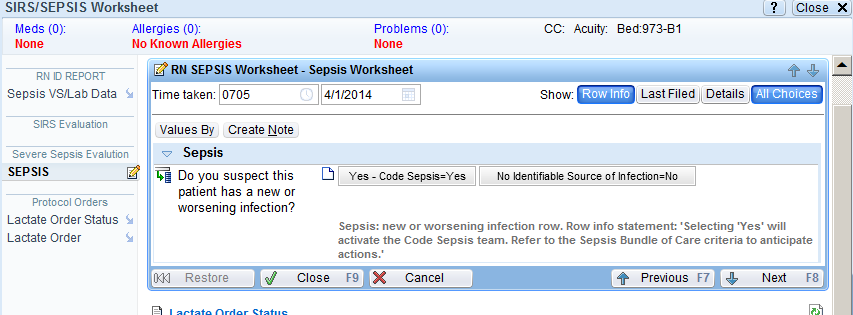 SIRS/SEPSIS Worksheet ? Close ×
Meds (0): Allergies (0): Problems (0): CC: Acuity: Bed:973-B1
None No Known Allergies None
RN ID REPORT
Sepsis VS/Lab Data
SIRS Evaluation
Severe Sepsis Evalution
SEPSIS
Protocol Orders
Lactate Order Status
Lactate Order
RN SEPSIS Worksheet - Sepsis Worksheet
Time taken: 0705 4/1/2014 Show: Row Info Last Filed Details All Choices
Values By Create Note
Sepsis
Do you suspect this
patient has a new or
worsening infection?
Yes - Code Sepsis=Yes No Identifiable Source of Infection=No
Sepsis: new or worsening infection row. Row info statement: 'Selecting 'Yes' will
activate the Code Sepsis team. Refer to the Sepsis Bundle of Care criteria to anticipate
actions.'
Restore Close F9 Cancel Previous F7 Next F8
Lactate Order Status